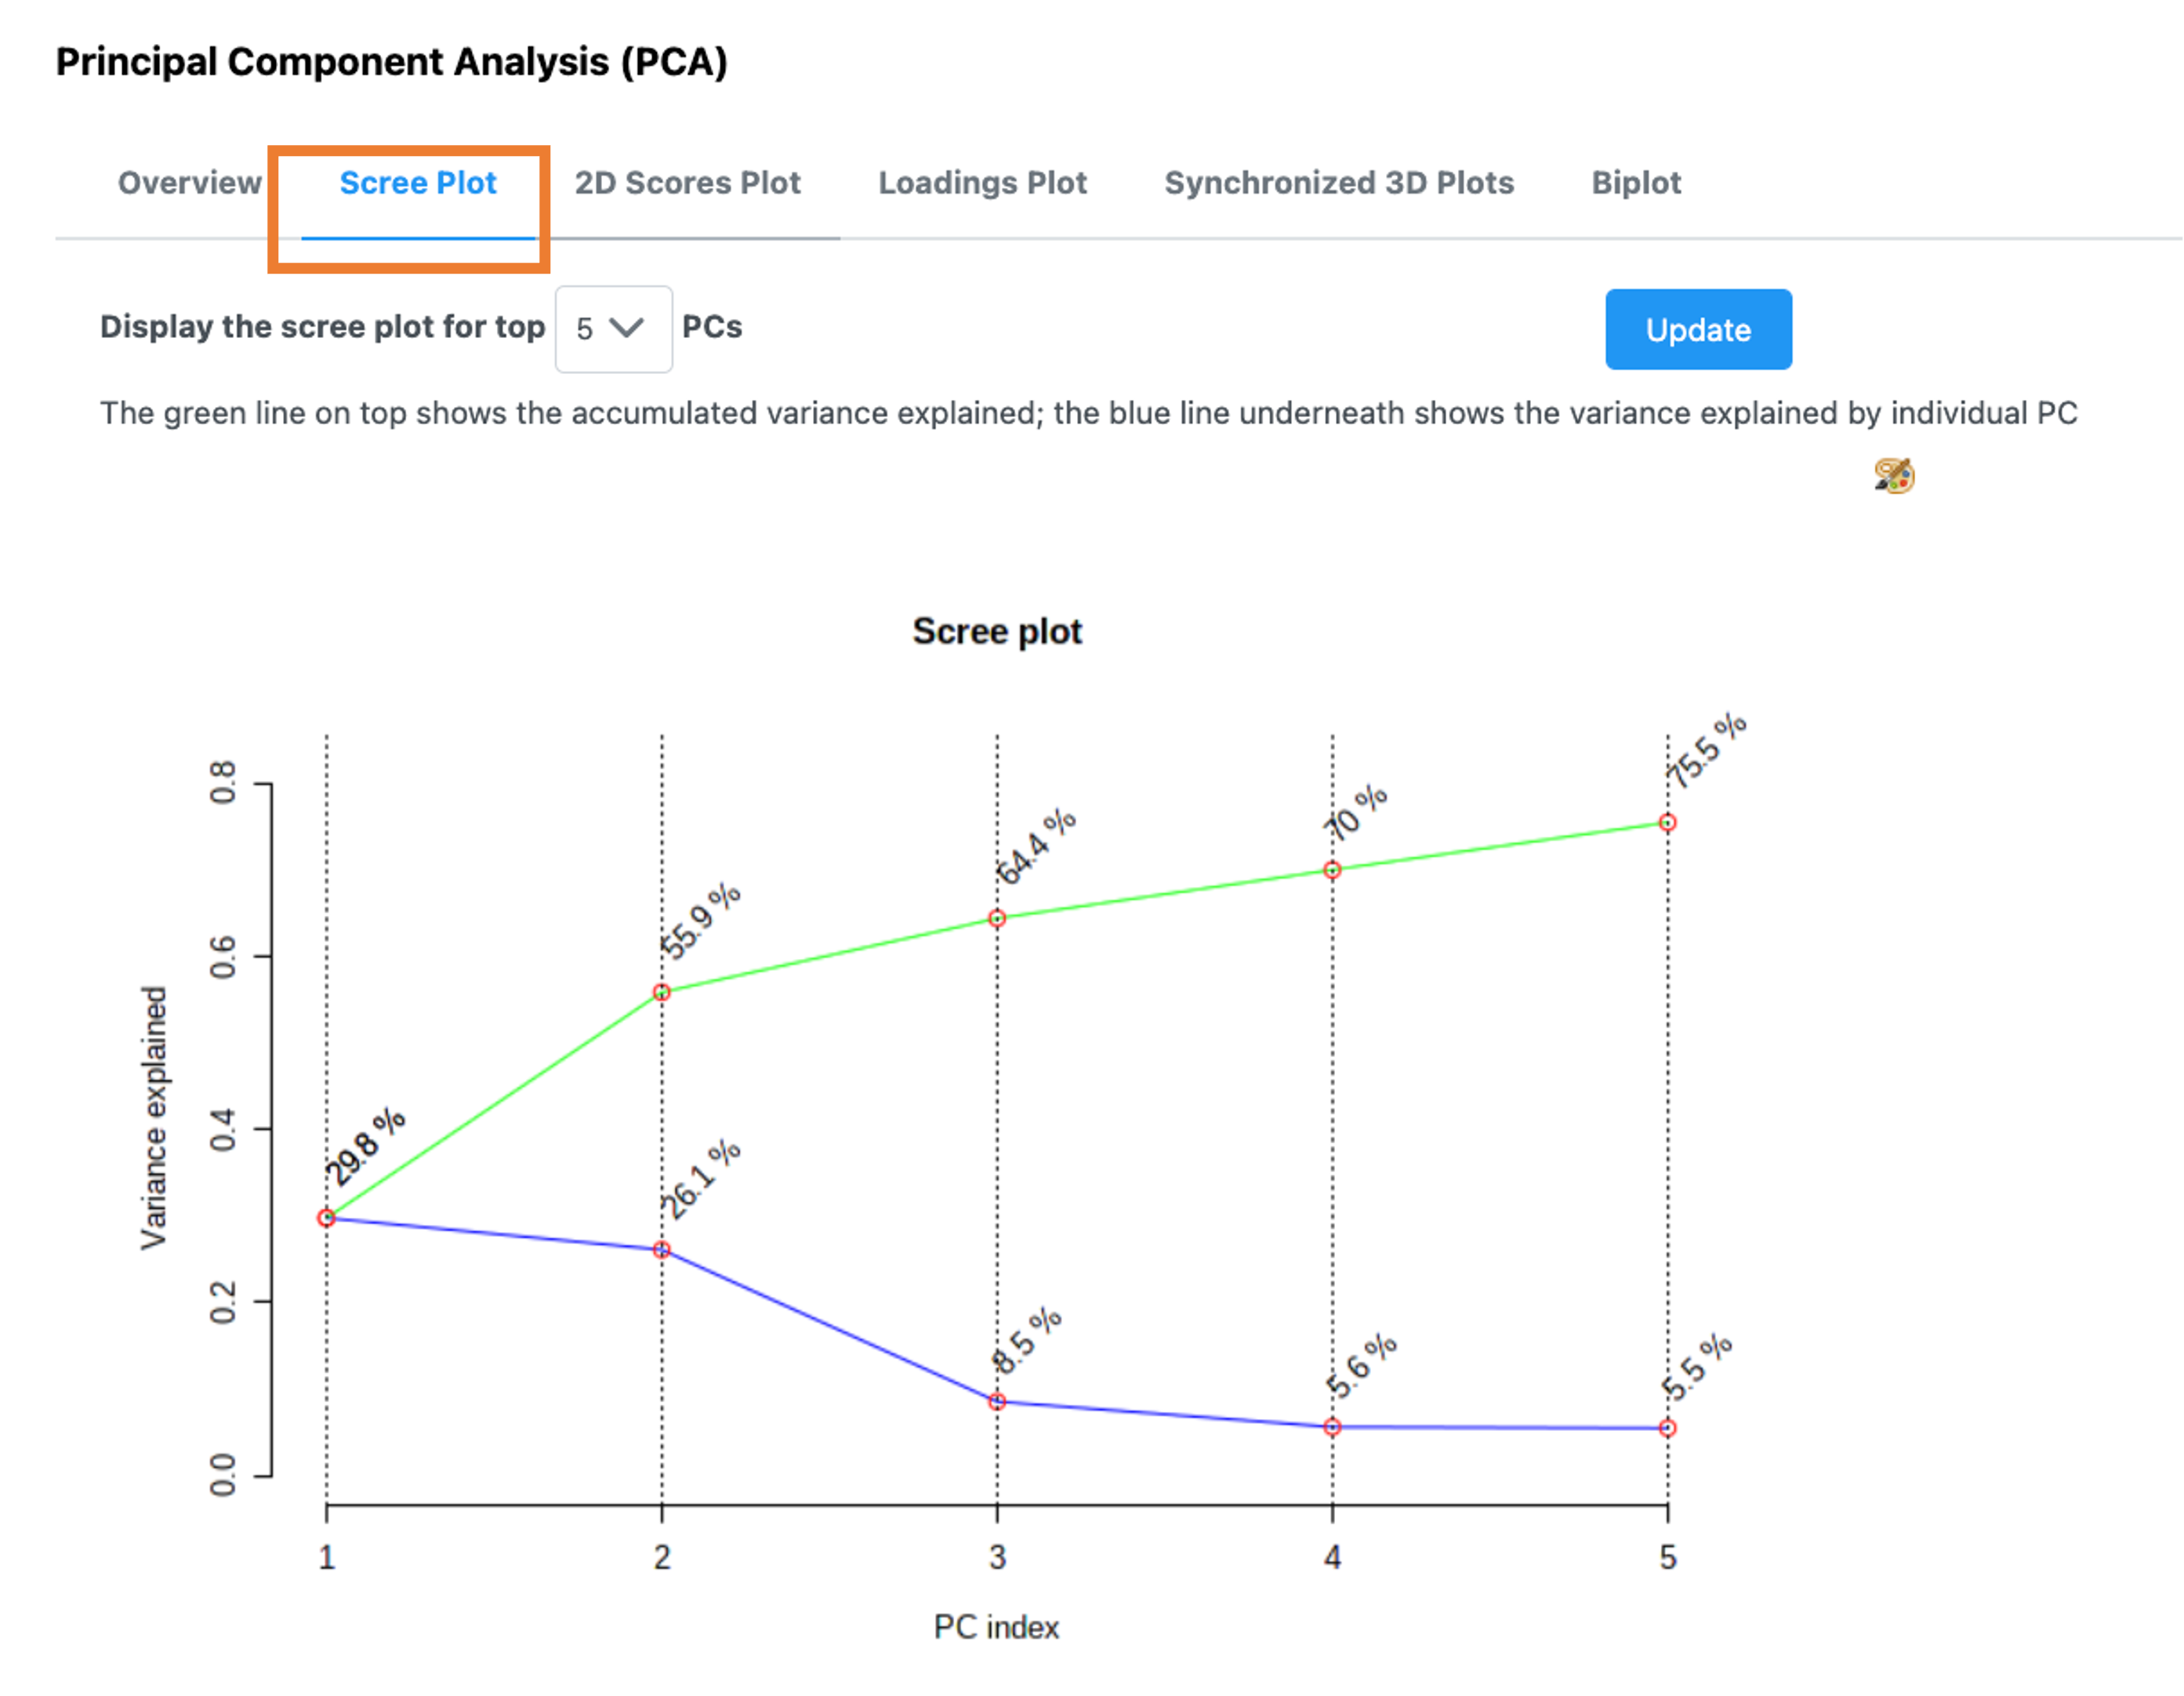 Principal Component Analysis (PCA)
Overview Scree Plot 2D Scores Plot Loadings Plot Synchronized 3D Plots Biplot
Display the scree plot for top 5 PCs Update
The green line on top shows the accumulated variance explained; the blue line underneath shows the variance explained by individual PC
Scree plot
75.5 %
70 %
64.4 %
55.9 %
29.8 %
26.1 %
8.5 %
5.6 %
5.5 %
0.8
0.6
0.4
0.2
0.0
Variance explained
1 2 3 4 5
PC index